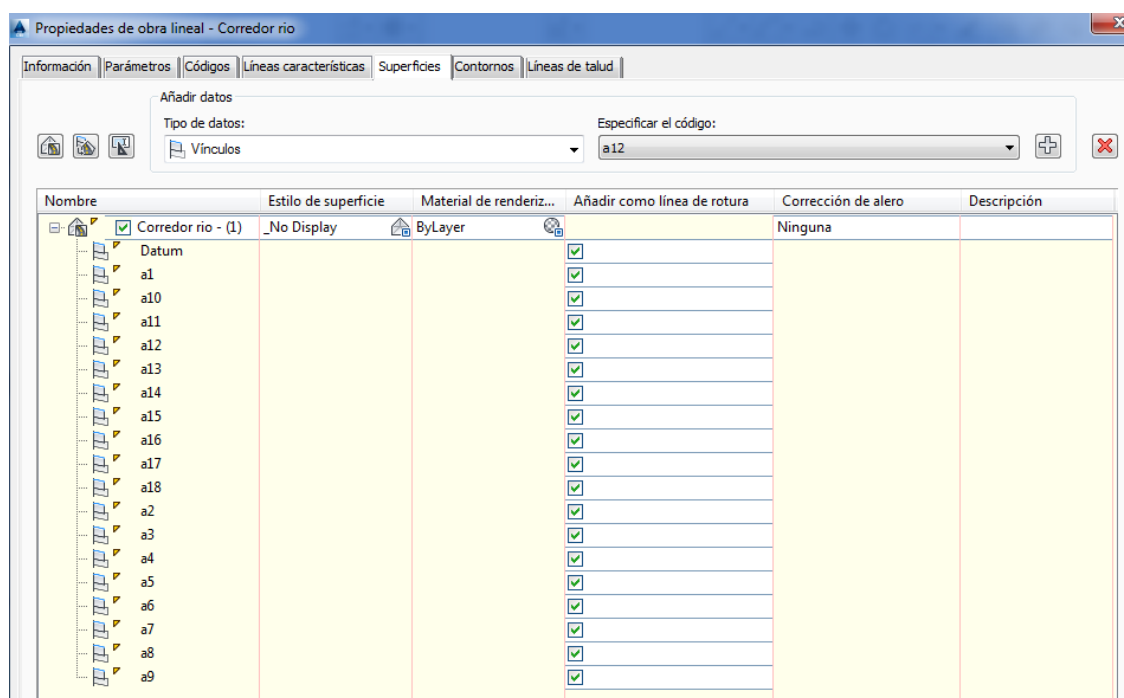 Propiedades de obra lineal - Corredor rio
Información Parámetros Códigos Líneas características Superficies Contornos Líneas de talud
Añadir datos
Tipo de datos: Especificar el código:
Vínculos a12
Nombre Estilo de superficie Material de renderiz... Añadir como línea de rotura Corrección de alero Descripción
Corredor rio - (1) _No Display ByLayer Ninguna
Datum
a1
a10
a11
a12
a13
a14
a15
a16
a17
a18
a2
a3
a4
a5
a6
a7
a8
a9